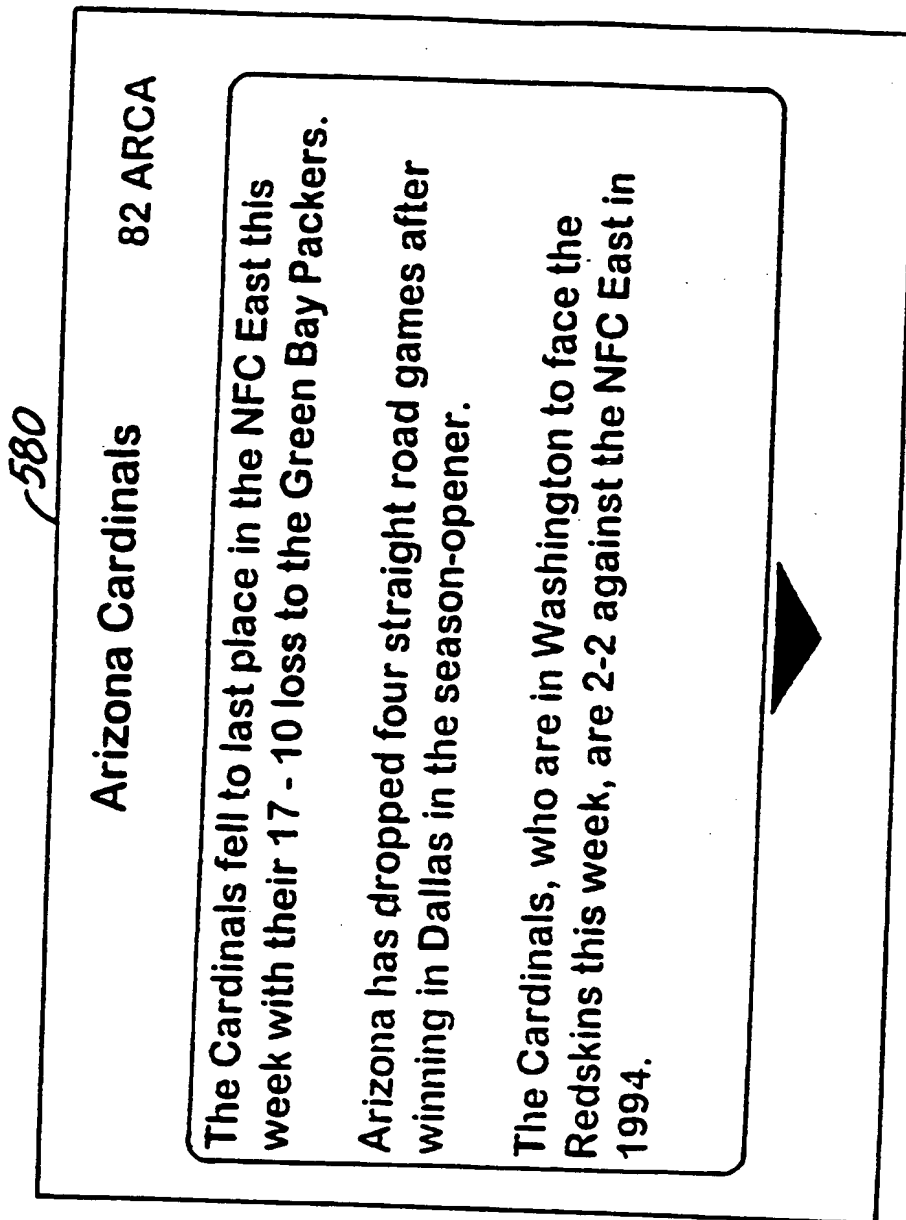 580
Arizona Cardinals 82 ARCA
The Cardinals fell to last place in the NFC East this
week with their 17 - 10 loss to the Green Bay Packers.
Arizona has dropped four straight road games after
winning in Dallas in the season-opener.
The Cardinals, who are in Washington to face the
Redskins this week, are 2-2 against the NFC East in
1994.